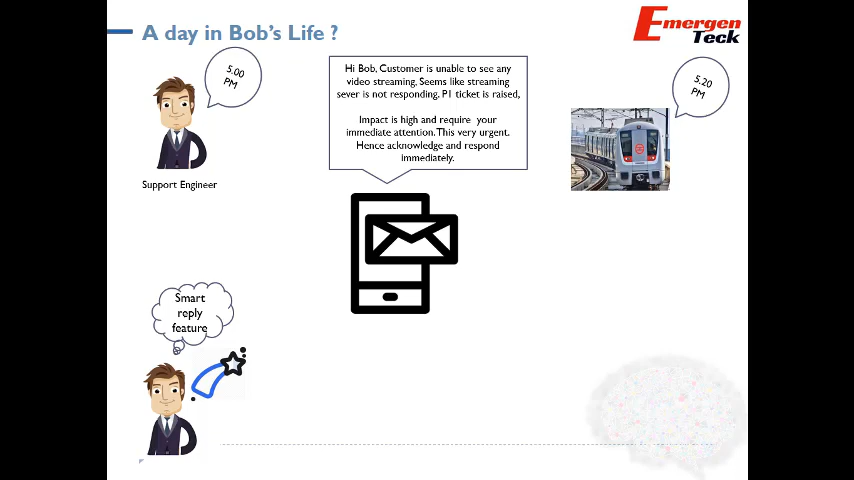 A day in Bob's Life ?
Emergen
Teck
5.00
PM
Hi Bob, Customer is unable to see any
video streaming, Seems like streaming
sever is not responding. P1 ticket is raised,
Impact is high and require your
immediate attention. This very urgent.
Hence acknowledge and respond
immediately.
5.20
PM
Support Engineer
Smart
reply
feature